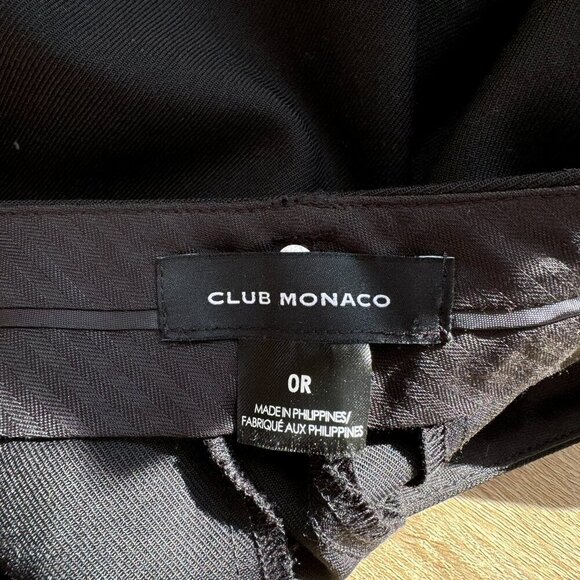 CLUB MONACO
0R
MADE IN PHILIPPINES/
FABRIQUÉ AUX PHILIPPINES